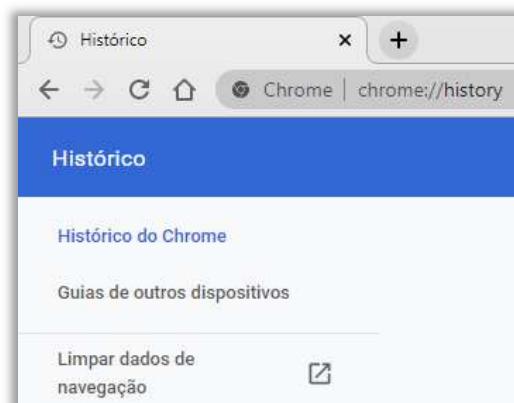 Histórico
Chrome | chrome://history
Histórico
Histórico do Chrome
Guias de outros dispositivos
Limpar dados de
navegação